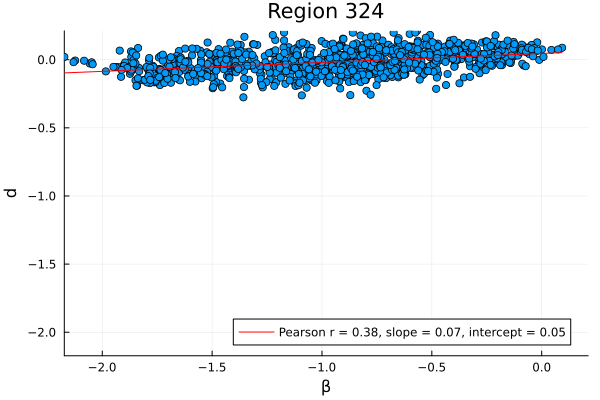 Region 324
d
0.0
−0.5
−1.0
−1.5
−2.0
Pearson r = 0.38, slope = 0.07, intercept = 0.05
−2.0 −1.5 −1.0 −0.5 0.0
β